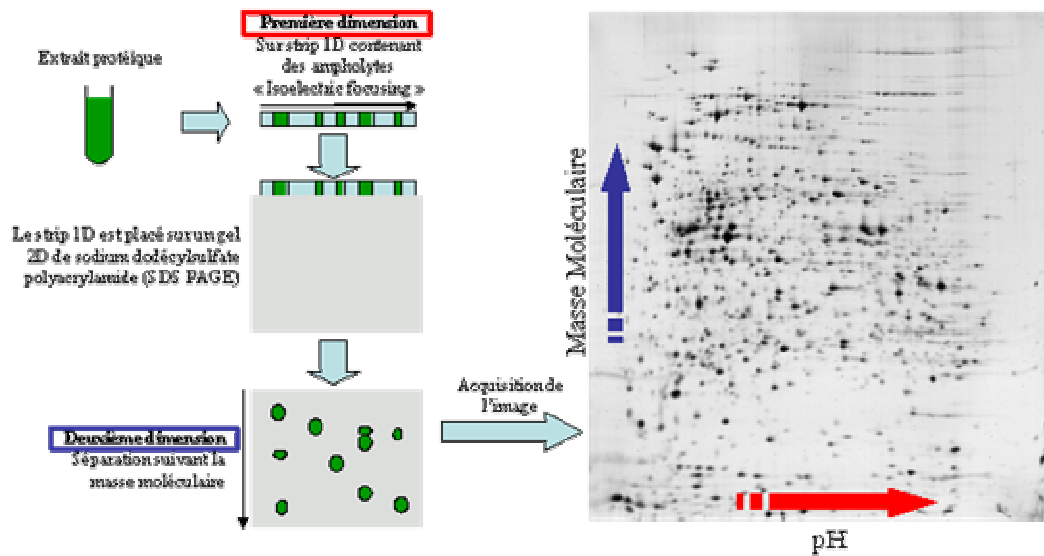 Extrait protéique
Première dimension
Sur strip 1D contenant
des ampholytes
« Isoelectric focusing »
Le strip 1D est placé sur un gel
2D de sodium dodécylsulfate
polyacrylamide (SDS PAGE)
Deuxième dimension
Séparation suivant la
masse moléculaire
Acquisition de
l'image
Masse Moléculaire
pH